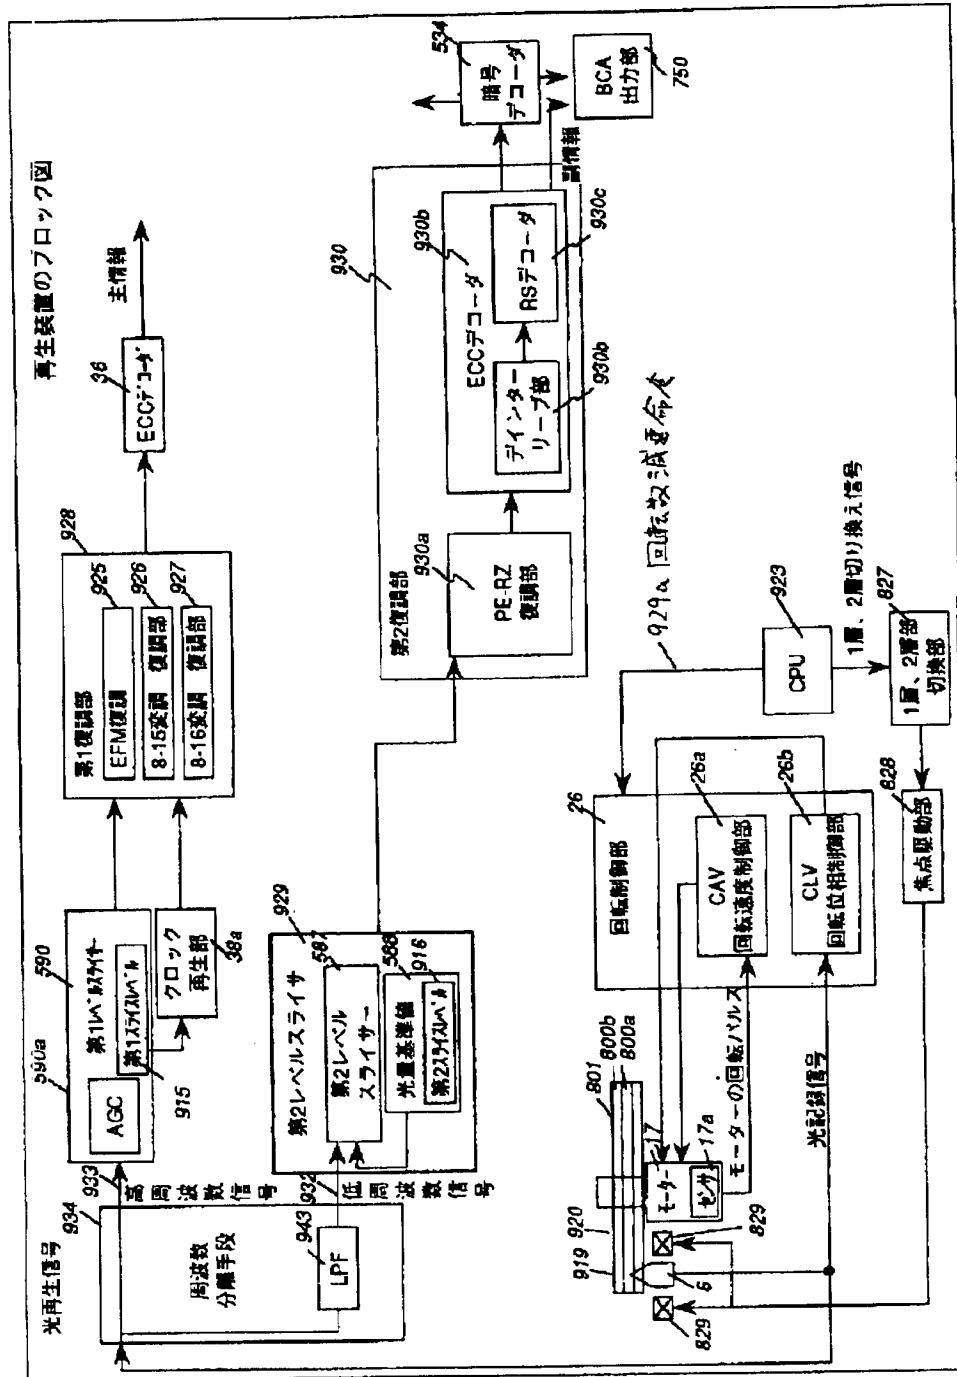 再生装置のブロック図
光再生信号
934
周波数
分離手段
943
LPF
933
高周波数信号
932
低周波数信号
590a
590
第1レベルスライサー
AGC
第1スライスレベル
915
クロック
再生部
38a
928
第1復調部
925
EFM復調
926
8-15変調 復調部
927
8-16変調 復調部
36
ECCデコーダ
主情報
929
第2レベルスライサ
587
第2レベル
スライサー
588
光量基準値
916
第2スライスレベル
930
第2復調部
930a
PE-RZ
復調部
930b
ECCデコーダ
デインター
リーブ部
930b
RSデコーダ
930c
副情報
534
暗号
デコーダ
BCA
出力部
750
929a 回転数減速命令
919
920
801
800b
800a
17
モーター
センサ
17a
829
829
6
モーターの回転パルス
光記録信号
26
回転制御部
26a
CAV
回転速度制御部
26b
CLV
回転位相制御部
CPU
923
1層、2層切り換え信号
827
1層、2層部
切換部
828
焦点駆動部